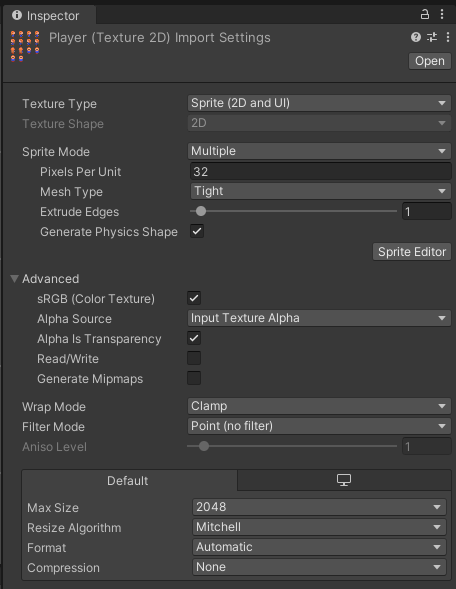 Inspector
Player (Texture 2D) Import Settings
Open
Texture Type Sprite (2D and UI)
Texture Shape 2D
Sprite Mode Multiple
Pixels Per Unit 32
Mesh Type Tight
Extrude Edges 1
Generate Physics Shape
Sprite Editor
Advanced
sRGB (Color Texture)
Alpha Source Input Texture Alpha
Alpha Is Transparency
Read/Write
Generate Mipmaps
Wrap Mode Clamp
Filter Mode Point (no filter)
Aniso Level 1
Default
Max Size 2048
Resize Algorithm Mitchell
Format Automatic
Compression None